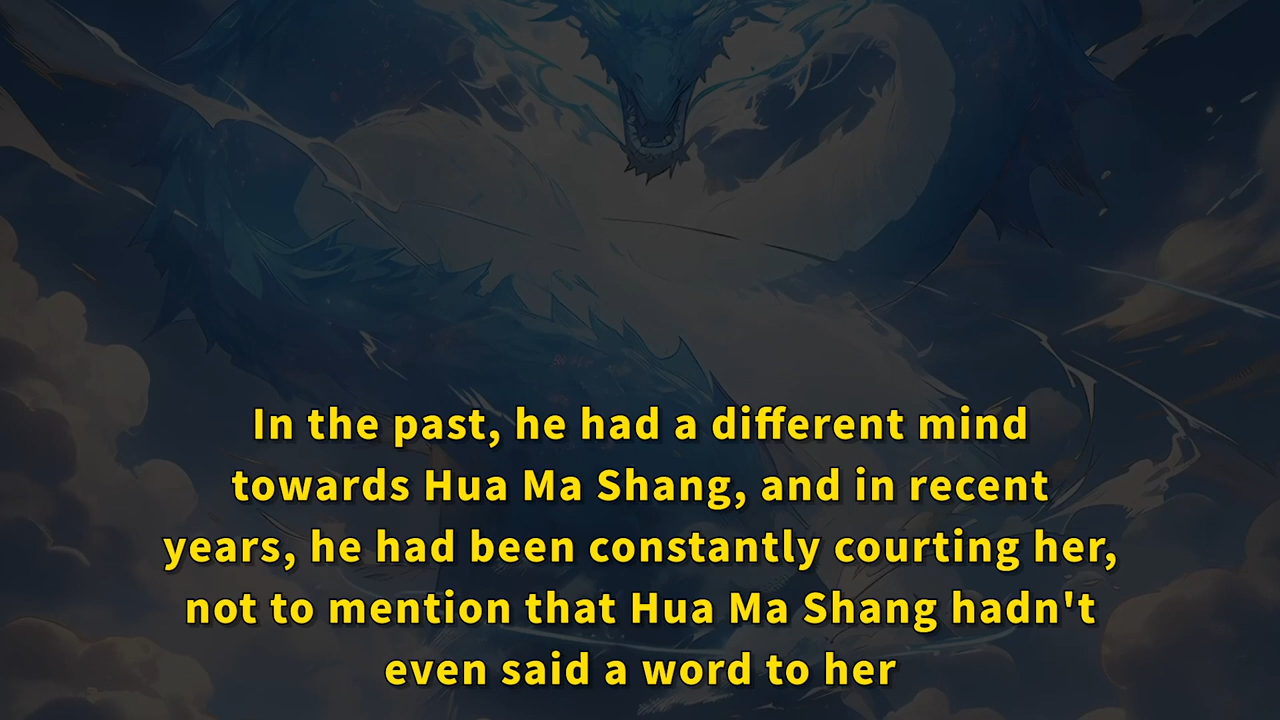 In the past, he had a different mind
towards Hua Ma Shang, and in recent
years, he had been constantly courting her,
not to mention that Hua Ma Shang hadn't
even said a word to her